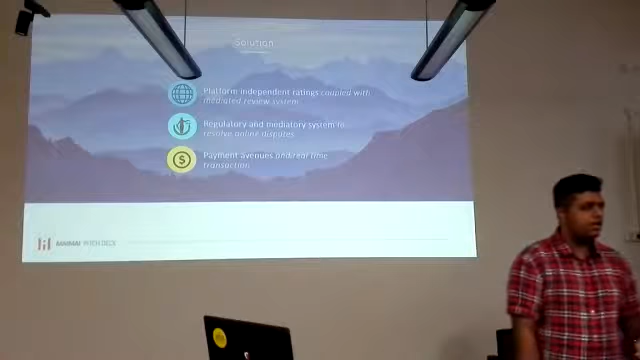 Solution
Platform independent ratings coupled with
mediated review system
Regulatory and mediatory system to
resolve online disputes
Payment avenues and real time
transaction
PITCH DECK